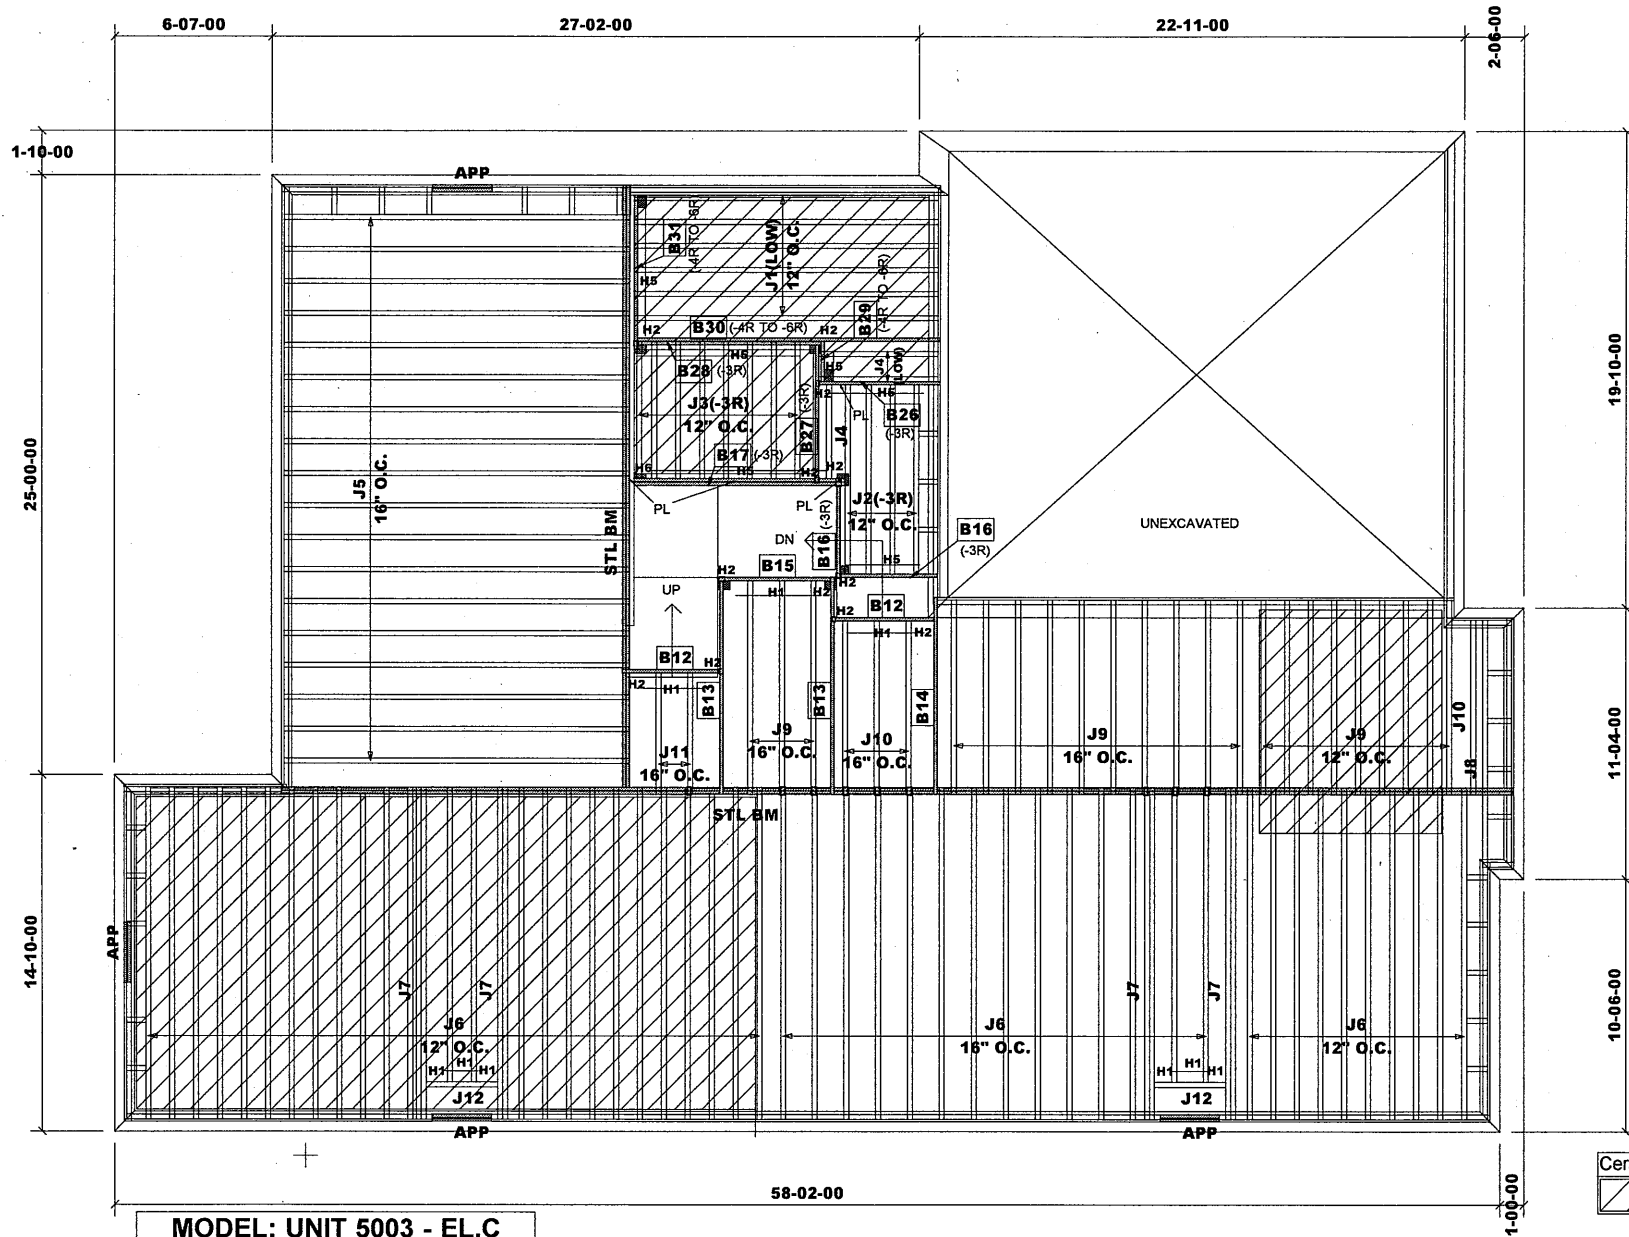 6-07-00
27-02-00
22-11-00
2-06-00
1-10-00
APP
B31
(-4R TO -6R)
J1(LOW)
12" O.C.
H5
B29
(-4R TO -6R)
H2
B30 (-4R TO -6R)
H2
H5
B28 (-3R)
H5
J4
(LOW)
19-10-00
J3(-3R)
12" O.C.
(-3R)
B27
H2
H5
PL
B26
(-3R)
J4
25-00-00
J5
16" O.C.
B17 (-3R)
H6
H5
H2
H2
PL
PL
J2(-3R)
12" O.C.
UNEXCAVATED
STL BM
DN
B16 (-3R)
B16
(-3R)
H5
B15
H2
H1
H2
H2
UP
H2
B12
B12
H2
H1
H2
H2
H1
B13
B13
B14
J10
11-04-00
J11
16" O.C.
J9
16" O.C.
J10
16" O.C.
J9
16" O.C.
J9
12" O.C.
J8
STL BM
14-10-00
APP
J7
J7
J7
J7
10-06-00
J6
12" O.C.
J6
16" O.C.
J6
12" O.C.
H1
H1
H1
H1
H1
H1
J12
J12
APP
APP
58-02-00
1-00-00
Cer
MODEL: UNIT 5003 - EL.C